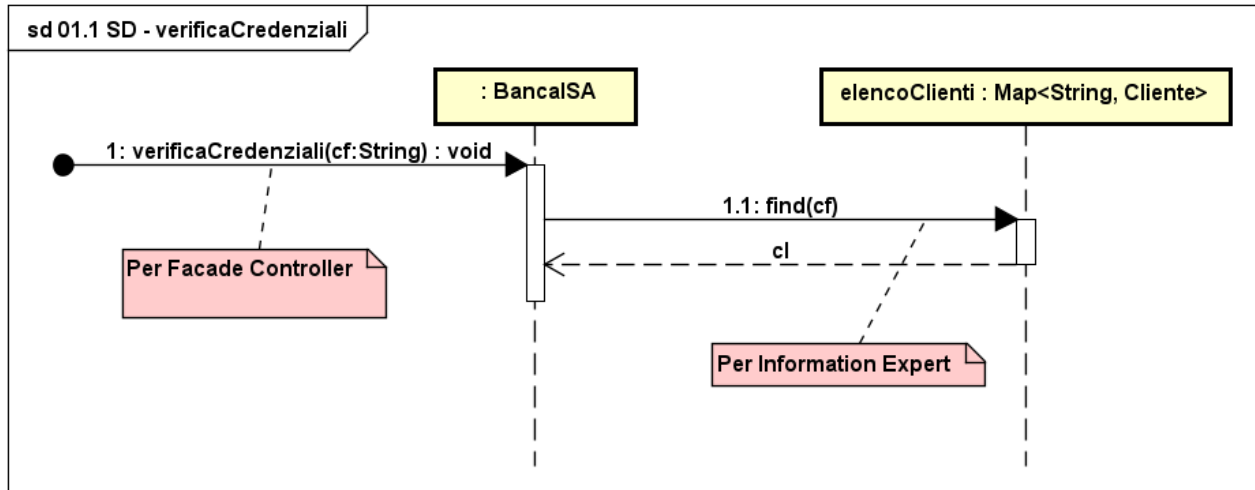 sd 01.1 SD - verificaCredenziali
: BancaISA
elencoClienti : Map<String, Cliente>
1: verificaCredenziali(cf:String) : void
1.1: find(cf)
cl
Per Facade Controller
Per Information Expert